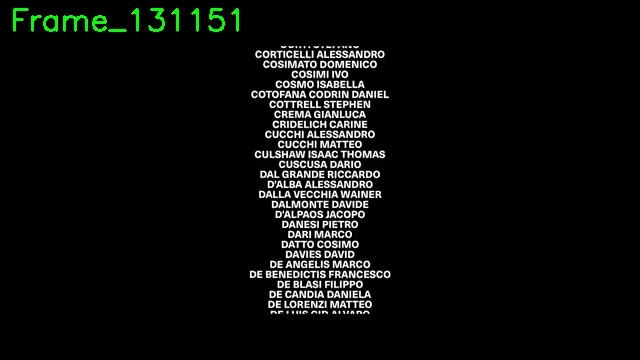 Frame_131151
CORTICELLI ALESSANDRO
COSIMATO DOMENICO
COSIMI IVO
COSMO ISABELLA
COTOFANA CODRIN DANIEL
COTTRELL STEPHEN
CREMA GIANLUCA
CRIDELICH CARINE
CUCCHI ALESSANDRO
CUCCHI MATTEO
CULSHAW ISAAC THOMAS
CUSCUSA DARIO
DAL GRANDE RICCARDO
D'ALBA ALESSANDRO
DALLA VECCHIA WAINER
DALMONTE DAVIDE
D'ALPAOS JACOPO
DANESI PIETRO
DARI MARCO
DATTO COSIMO
DAVIES DAVID
DE ANGELIS MARCO
DE BENEDICTIS FRANCESCO
DE BLASI FILIPPO
DE CANDIA DANIELA
DE LORENZI MATTEO